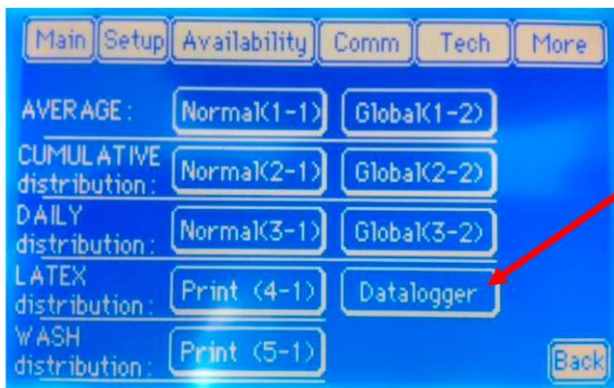 Main Setup Availability Comm Tech More
AVERAGE: Normal(1-1) Global(1-2)
CUMULATIVE
distribution: Normal(2-1) Global(2-2)
DAILY
distribution: Normal(3-1) Global(3-2)
LATEX
distribution: Print (4-1) Datalogger
WASH
distribution: Print (5-1) Back